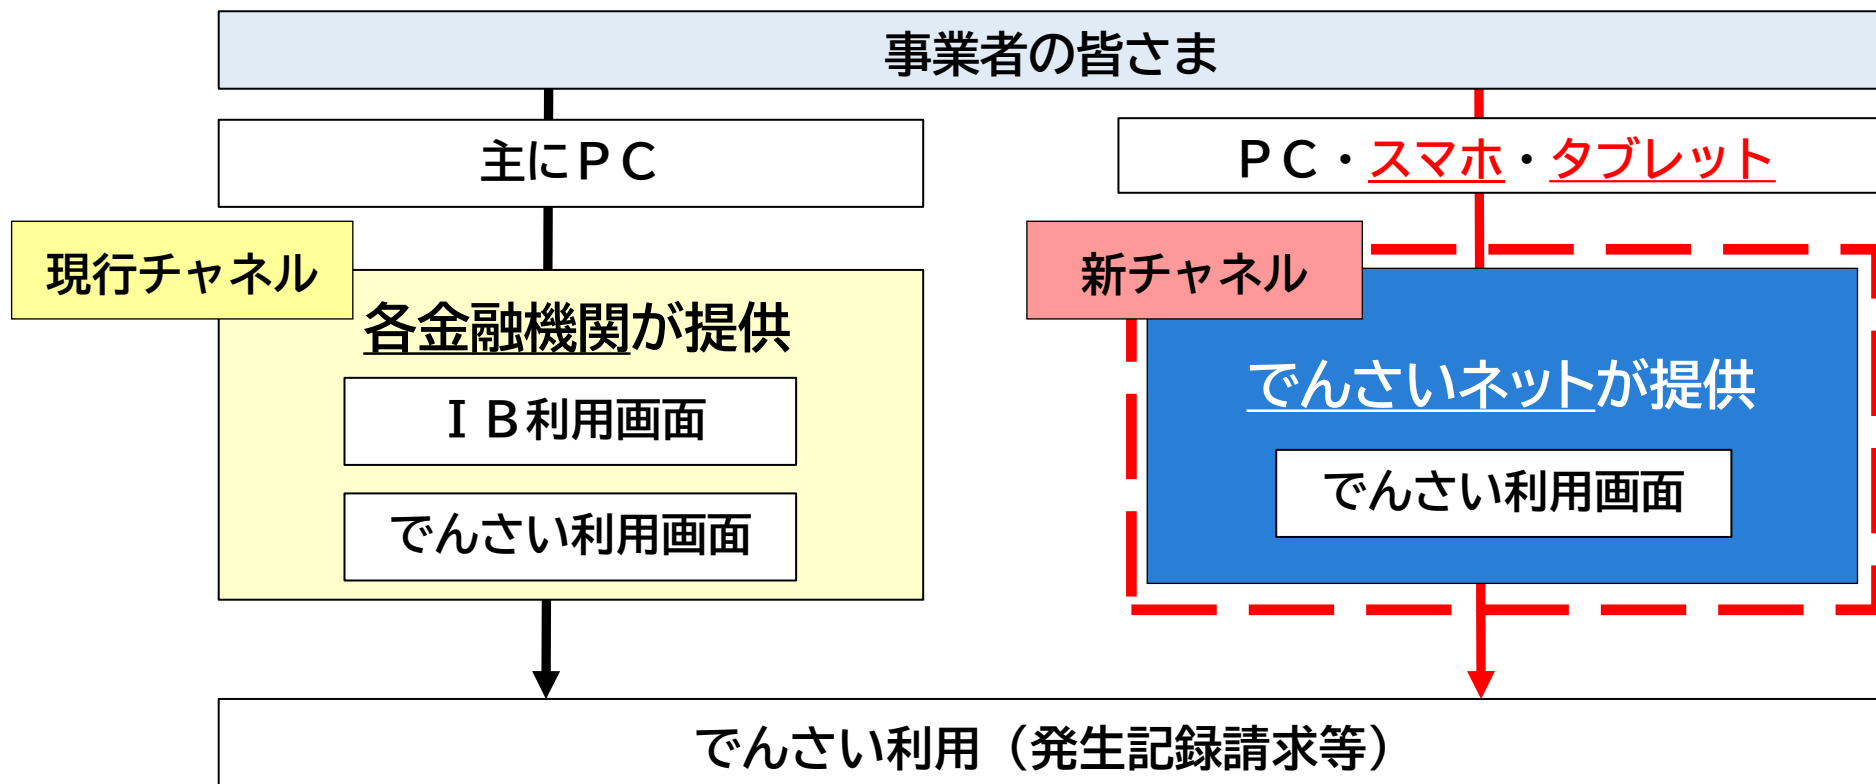 事業者の皆さま
主にＰＣ
ＰＣ・スマホ・タブレット
現行チャネル
各金融機関が提供
ＩＢ利用画面
でんさい利用画面
新チャネル
でんさいネットが提供
でんさい利用画面
でんさい利用（発生記録請求等）